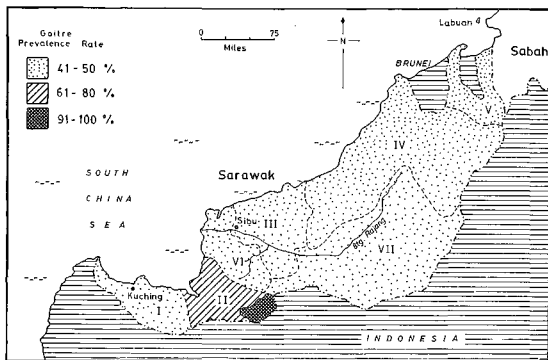 Goitre
Prevalence Rate
41-50 %
61-80 %
91-100 %
0 75
Miles
N
Labuan
Sabah
BRUNEI
V
IV
SOUTH
CHINA
SEA
Sarawak
III
Sibu
Btg. Rajang
VI
VII
Kuching
I
II
INDONESIA